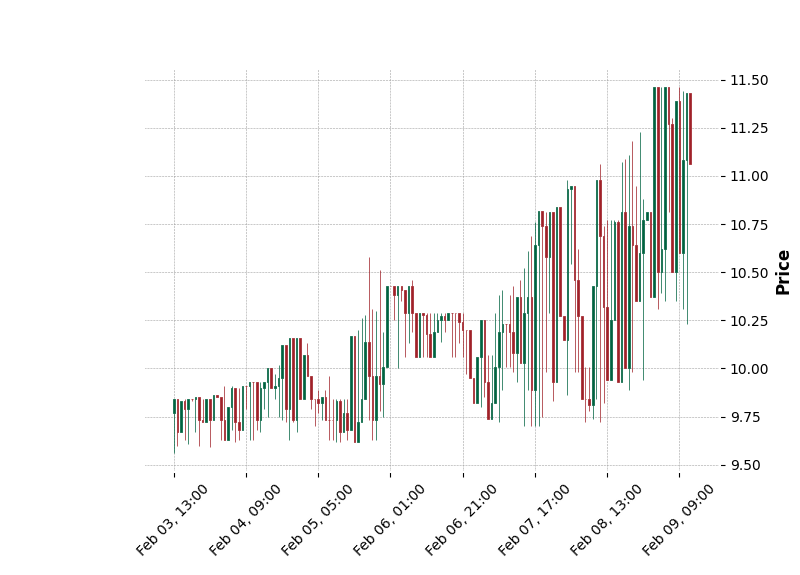 11.50
11.25
11.00
10.75
10.50
10.25
10.00
9.75
9.50
Price
Feb 03, 13:00
Feb 04, 09:00
Feb 05, 05:00
Feb 06, 01:00
Feb 06, 21:00
Feb 07, 17:00
Feb 08, 13:00
Feb 09, 09:00